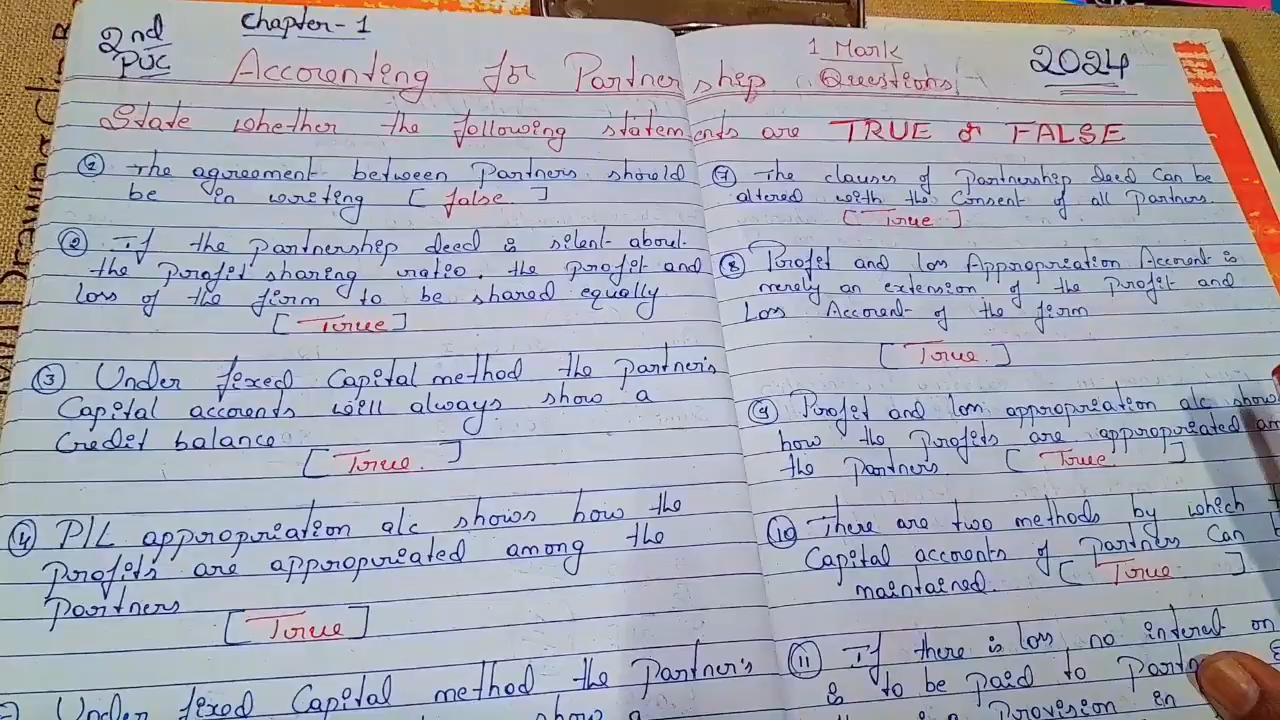 2nd PUC
Chapter-1
1 Mark Questions
2024
Accounting for Partnership
State whether the following statements are TRUE or FALSE
① The agreement between Partners should
be in writing [ false ]
② If the Partnership deed is silent about
the Profit sharing ratio. the Profit and
Loss of the firm to be shared equally
[ True ]
③ Under fixed Capital method the Partner's
Capital accounts will always show a
Credit balance
[ True. ]
④ P/L appropriation a/c shows how the
Profits are appropriated among the
Partners
[ True ]
Under fixed Capital method the Partner's
show a
⑦ The clauses of Partnership deed can be
altered with the Consent of all Partners.
[ True ]
⑧ Profit and loss Appropriation Account is
merely an extension of the Profit and
Loss Account of the firm
[ True. ]
⑨ Profit and loss appropriation a/c show
how the Profits are appropriated am
the Partners [ True ]
⑩ There are two methods by which
Capital accounts of Partner Can
maintained. [ True ]
⑪ If there is loss, no interest on
is to be paid to Partn
Provision in
Drawing